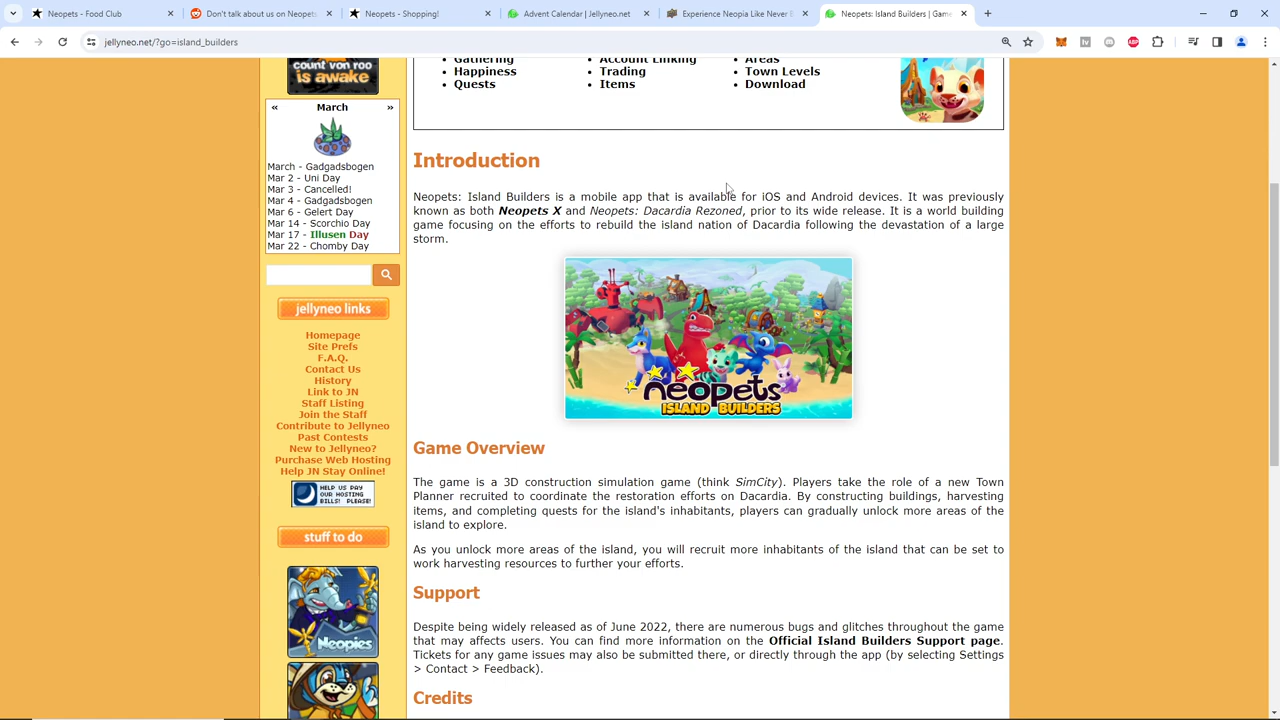 Neopets - Food Club
Don't talk about us on Neopets
Neopets - Shopping!
Advent Calendar | Jellyneo.net
Experience Neopia Like Never B
Neopets: Island Builders | Gam
jellyneo.net/?go=island_builders
count von roo
is awake
« March »
March - Gadgadsbogen
Mar 2 - Uni Day
Mar 3 - Cancelled!
Mar 4 - Gadgadsbogen
Mar 6 - Gelert Day
Mar 14 - Scorchio Day
Mar 17 - Illusen Day
Mar 22 - Chomby Day
jellyneo links
Homepage
Site Prefs
F.A.Q.
Contact Us
History
Link to JN
Staff Listing
Join the Staff
Contribute to Jellyneo
Past Contests
New to Jellyneo?
Purchase Web Hosting
Help JN Stay Online!
HELP US PAY
OUR HOSTING
BILLS! PLEASE!
stuff to do
Neopies
Gathering
Happiness
Quests
Account Linking
Trading
Items
Areas
Town Levels
Download
Introduction
Neopets: Island Builders is a mobile app that is available for iOS and Android devices. It was previously
known as both Neopets X and Neopets: Dacardia Rezoned, prior to its wide release. It is a world building
game focusing on the efforts to rebuild the island nation of Dacardia following the devastation of a large
storm.
neopets
ISLAND BUILDERS
Game Overview
The game is a 3D construction simulation game (think SimCity). Players take the role of a new Town
Planner recruited to coordinate the restoration efforts on Dacardia. By constructing buildings, harvesting
items, and completing quests for the island's inhabitants, players can gradually unlock more areas of the
island to explore.
As you unlock more areas of the island, you will recruit more inhabitants of the island that can be set to
work harvesting resources to further your efforts.
Support
Despite being widely released as of June 2022, there are numerous bugs and glitches throughout the game
that may affects users. You can find more information on the Official Island Builders Support page.
Tickets for any game issues may also be submitted there, or directly through the app (by selecting Settings
> Contact > Feedback).
Credits